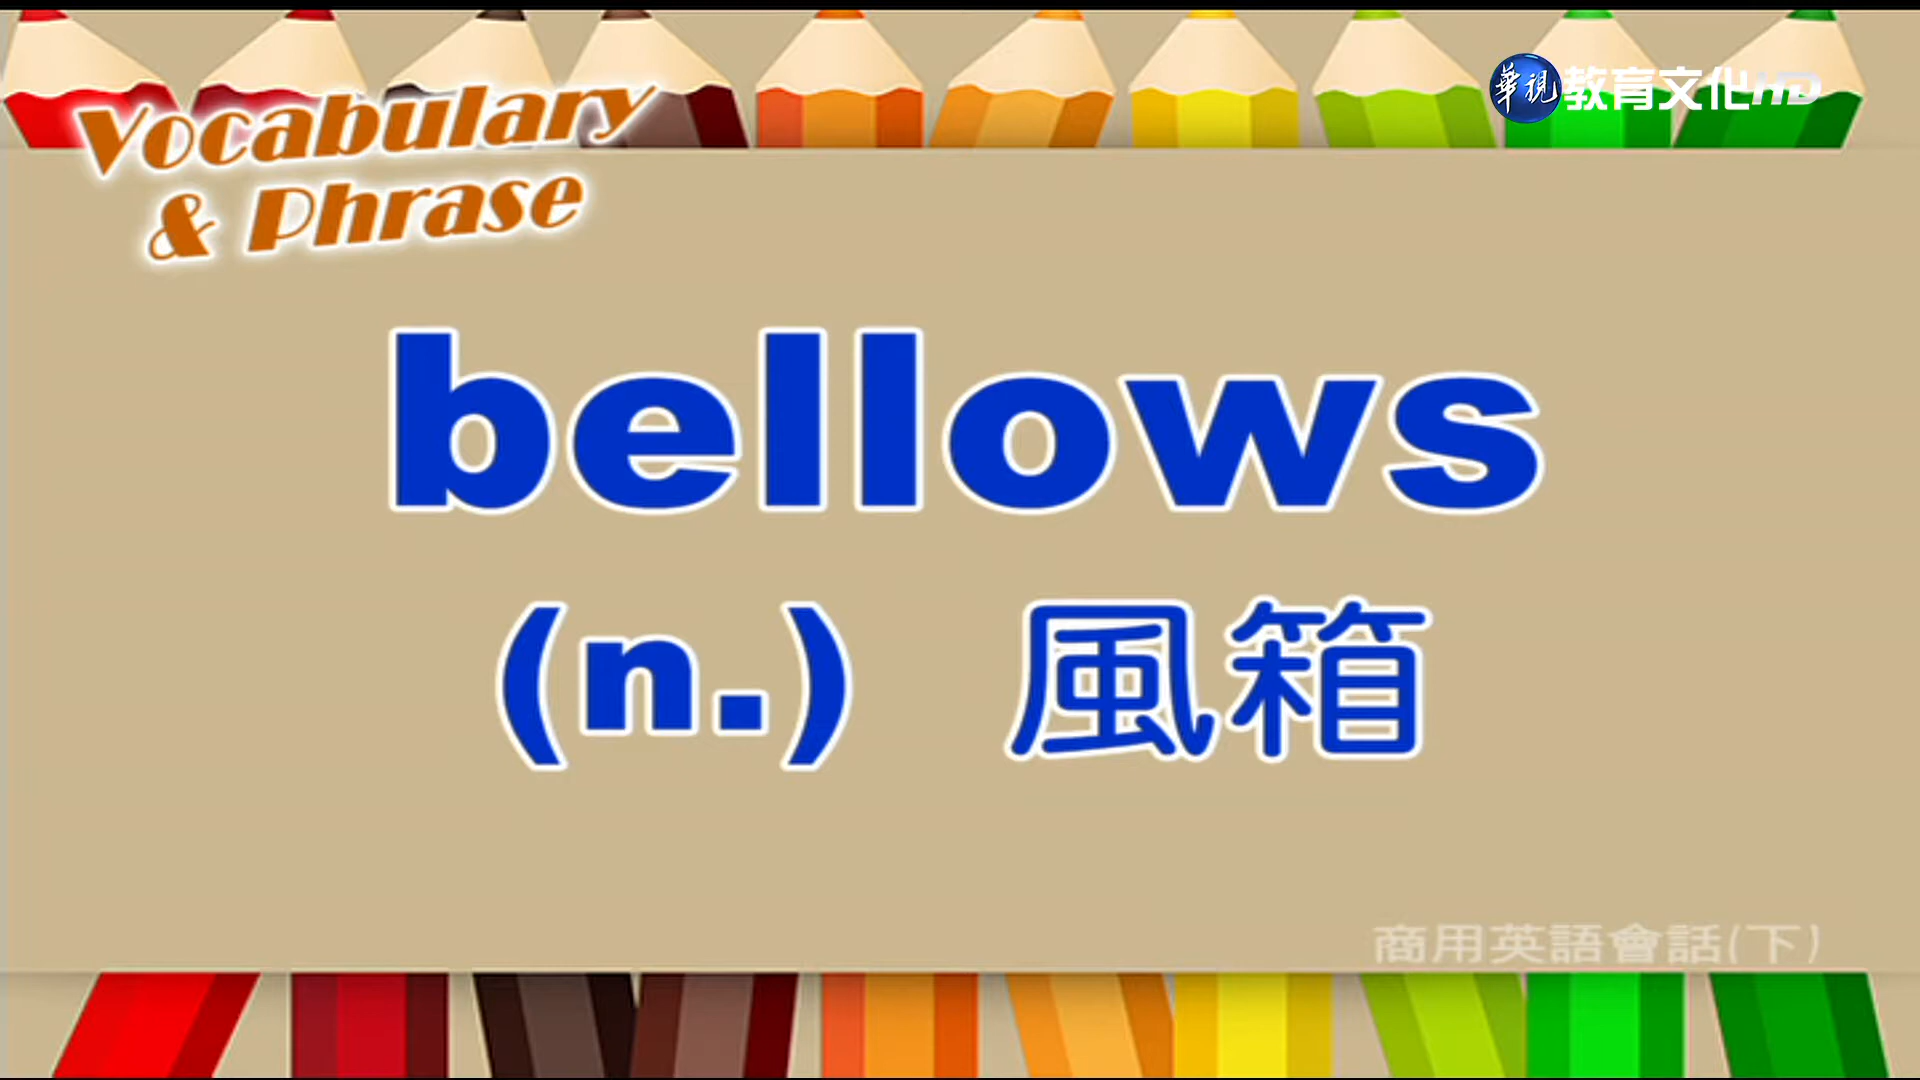 華視 教育文化HD
Vocabulary
& Phrase
bellows
(n.) 風箱
商用英語會話(下)